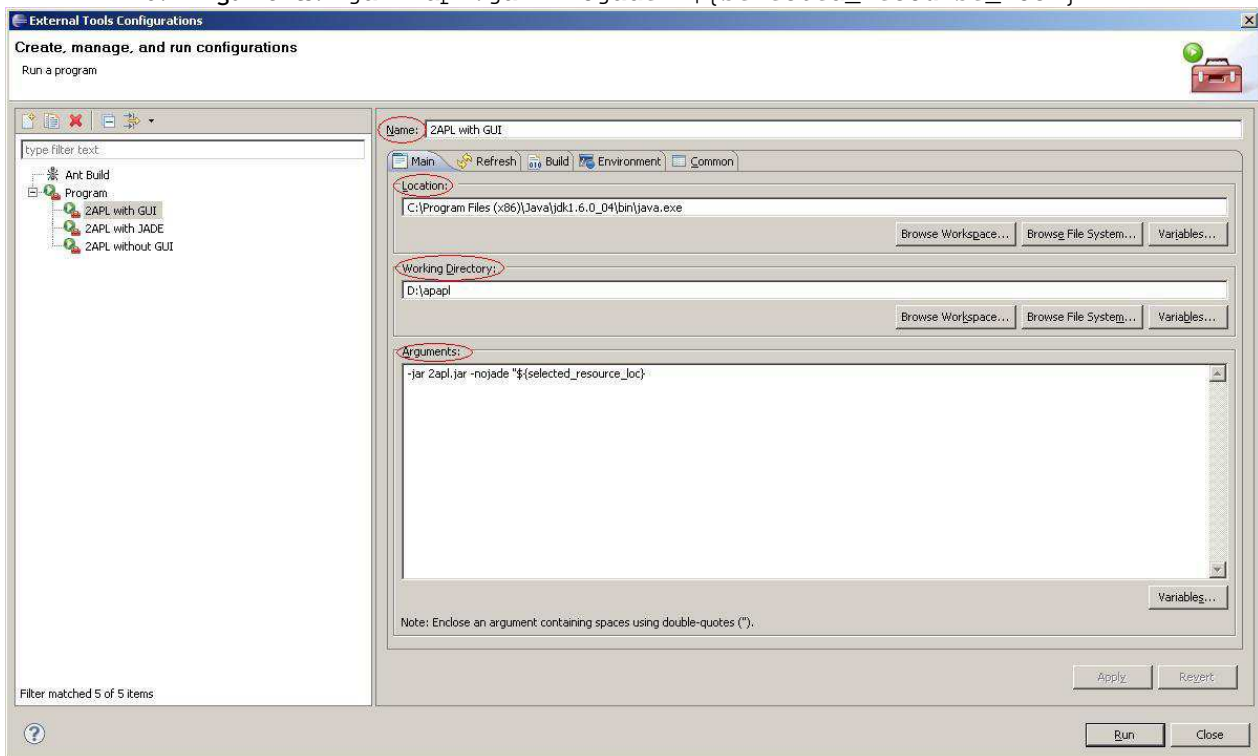 External Tools Configurations
Create, manage, and run configurations
Run a program
type filter text
Ant Build
Program
2APL with GUI
2APL with JADE
2APL without GUI
Filter matched 5 of 5 items
Name: 2APL with GUI
Main Refresh Build Environment Common
Location:
C:\Program Files (x86)\Java\jdk1.6.0_04\bin\java.exe
Browse Workspace... Browse File System... Variables...
Working Directory:
D:\apapl
Browse Workspace... Browse File System... Variables...
Arguments:
-jar 2apl.jar -nojade "${selected_resource_loc}
Variables...
Note: Enclose an argument containing spaces using double-quotes (").
Apply Revert
Run Close